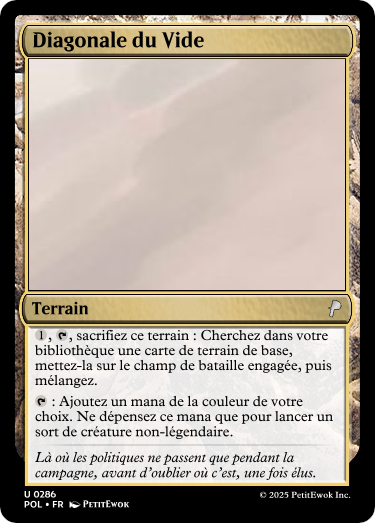 Diagonale du Vide
Terrain
1, , sacrifiez ce terrain : Cherchez dans votre
bibliothèque une carte de terrain de base,
mettez-la sur le champ de bataille engagée, puis
mélangez.
: Ajoutez un mana de la couleur de votre
choix. Ne dépensez ce mana que pour lancer un
sort de créature non-légendaire.
Là où les politiques ne passent que pendant la
campagne, avant d'oublier où c'est, une fois élus.
U 0286
POL • FR PetitEwok
© 2025 PetitEwok Inc.